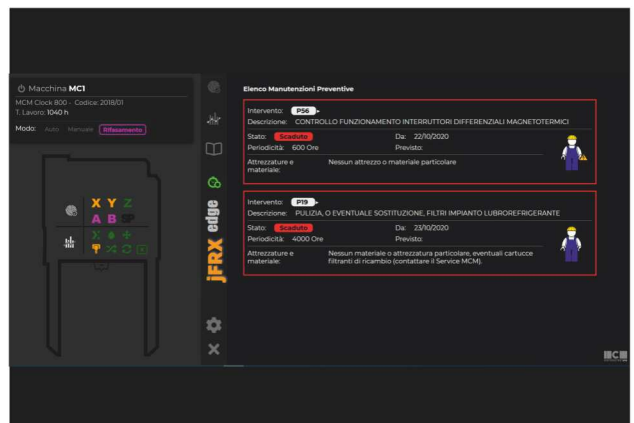 Macchina MC1
MCM Clock 800 - Codice: 2018/01
T. Lavoro: 1040 h
Modo: Auto Manuale Rifasamento
X Y Z
A B SP
jFRX edge
Elenco Manutenzioni Preventive
Intervento: P56
Descrizione: CONTROLLO FUNZIONAMENTO INTERRUTTORI DIFFERENZIALI MAGNETOTERMICI
Stato: Scaduto Da: 22/10/2020
Periodicità: 600 Ore Previsto:
Attrezzature e materiale: Nessun attrezzo o materiale particolare
Intervento: P19
Descrizione: PULIZIA, O EVENTUALE SOSTITUZIONE, FILTRI IMPIANTO LUBROREFRIGERANTE
Stato: Scaduto Da: 23/10/2020
Periodicità: 4000 Ore Previsto:
Attrezzature e Nessun materiale o attrezzatura particolare, eventuali cartucce
materiale: filtranti di ricambio (contattare il Service MCM).